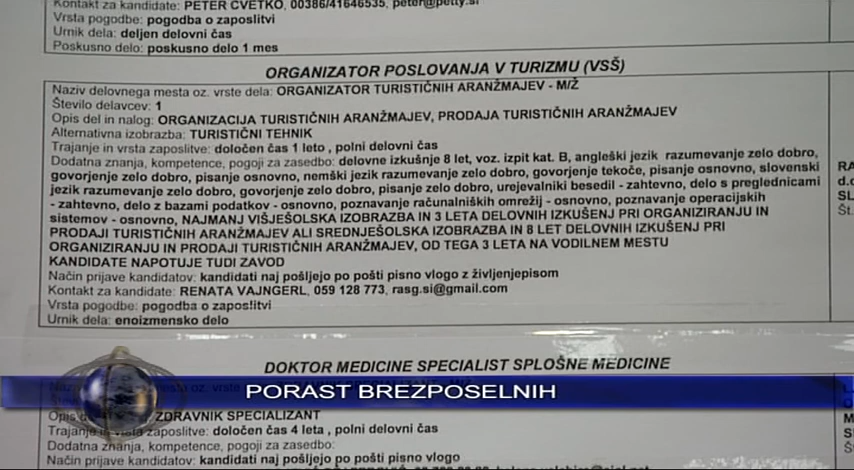 Kontakt za kandidate: PETER CVETKO, 00386/41646535, peter@petty.si
Vrsta pogodbe: pogodba o zaposlitvi
Urnik dela: deljen delovni čas
Poskusno delo: poskusno delo 1 mes
ORGANIZATOR POSLOVANJA V TURIZMU (VSŠ)
Naziv delovnega mesta oz. vrste dela: ORGANIZATOR TURISTIČNIH ARANŽMAJEV - M/Ž
Število delavcev: 1
Opis del in nalog: ORGANIZACIJA TURISTIČNIH ARANŽMAJEV, PRODAJA TURISTIČNIH ARANŽMAJEV
Alternativna izobrazba: TURISTIČNI TEHNIK
Trajanje in vrsta zaposlitve: določen čas 1 leto , polni delovni čas
Dodatna znanja, kompetence, pogoji za zasedbo: delovne izkušnje 8 let, voz. izpit kat. B, angleški jezik razumevanje zelo dobro,
govorjenje zelo dobro, pisanje osnovno, nemški jezik razumevanje zelo dobro, govorjenje tekoče, pisanje osnovno, slovenski
jezik razumevanje zelo dobro, govorjenje zelo dobro, pisanje zelo dobro, urejevalniki besedil - zahtevno, delo s preglednicami
- zahtevno, delo z bazami podatkov - osnovno, poznavanje računalniških omrežij - osnovno, poznavanje operacijskih
sistemov - osnovno, NAJMANJ VIŠJEŠOLSKA IZOBRAZBA IN 3 LETA DELOVNIH IZKUŠENJ PRI ORGANIZIRANJU IN
PRODAJI TURISTIČNIH ARANŽMAJEV ALI SREDNJEŠOLSKA IZOBRAZBA IN 8 LET DELOVNIH IZKUŠENJ PRI
ORGANIZIRANJU IN PRODAJI TURISTIČNIH ARANŽMAJEV, OD TEGA 3 LETA NA VODILNEM MESTU
KANDIDATE NAPOTUJE TUDI ZAVOD
Način prijave kandidatov: kandidati naj pošljejo po pošti pisno vlogo z življenjepisom
Kontakt za kandidate: RENATA VAJNGERL, 059 128 773, rasg.si@gmail.com
Vrsta pogodbe: pogodba o zaposlitvi
Urnik dela: enoizmensko delo
RA
d.o
SL
Št.
DOKTOR MEDICINE SPECIALIST SPLOŠNE MEDICINE
PORAST BREZPOSELNIH
ZDRAVNIK SPECIALIZANT
Trajanje in vrsta zaposlitve: določen čas 4 leta , polni delovni čas
Dodatna znanja, kompetence, pogoji za zasedbo:
Način prijave kandidatov: kandidati naj pošljejo po pošti pisno vlogo